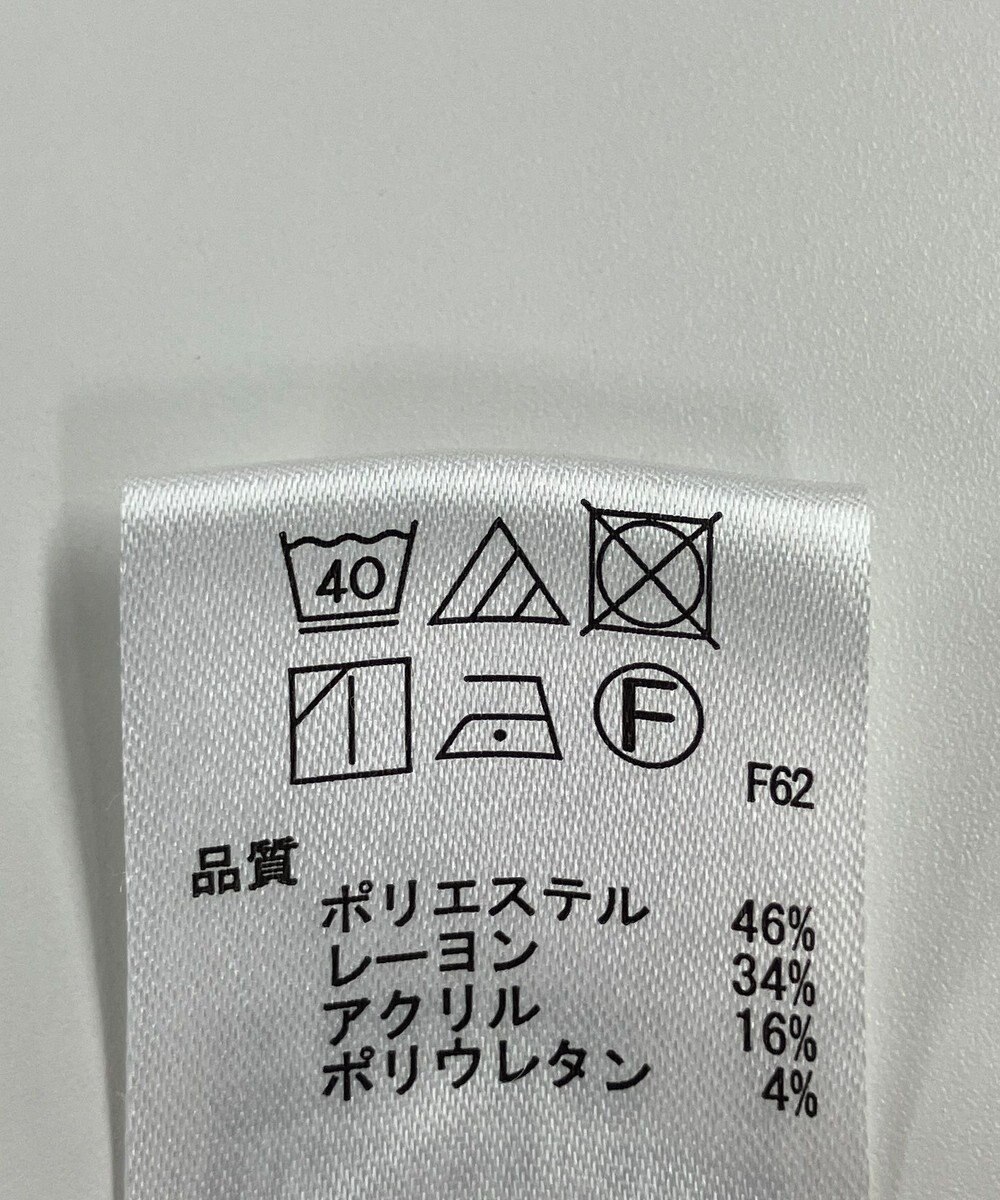 40
F
F62
品質
ポリエステル 46%
レーヨン 34%
アクリル 16%
ポリウレタン 4%